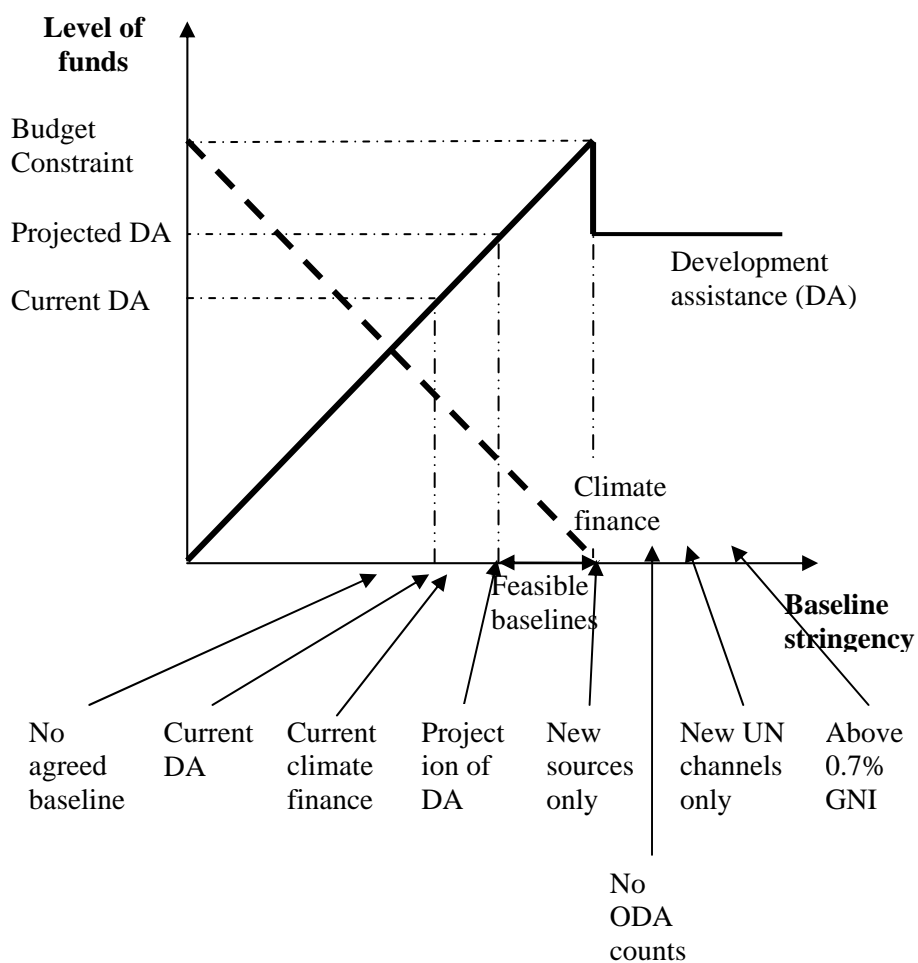 Level of
funds
Budget
Constraint
Projected DA
Current DA
Development
assistance (DA)
Climate
finance
Feasible
baselines
Baseline
stringency
No
agreed
baseline
Current
DA
Current
climate
finance
Project
ion of
DA
New
sources
only
New UN
channels
only
Above
0.7%
GNI
No
ODA
counts